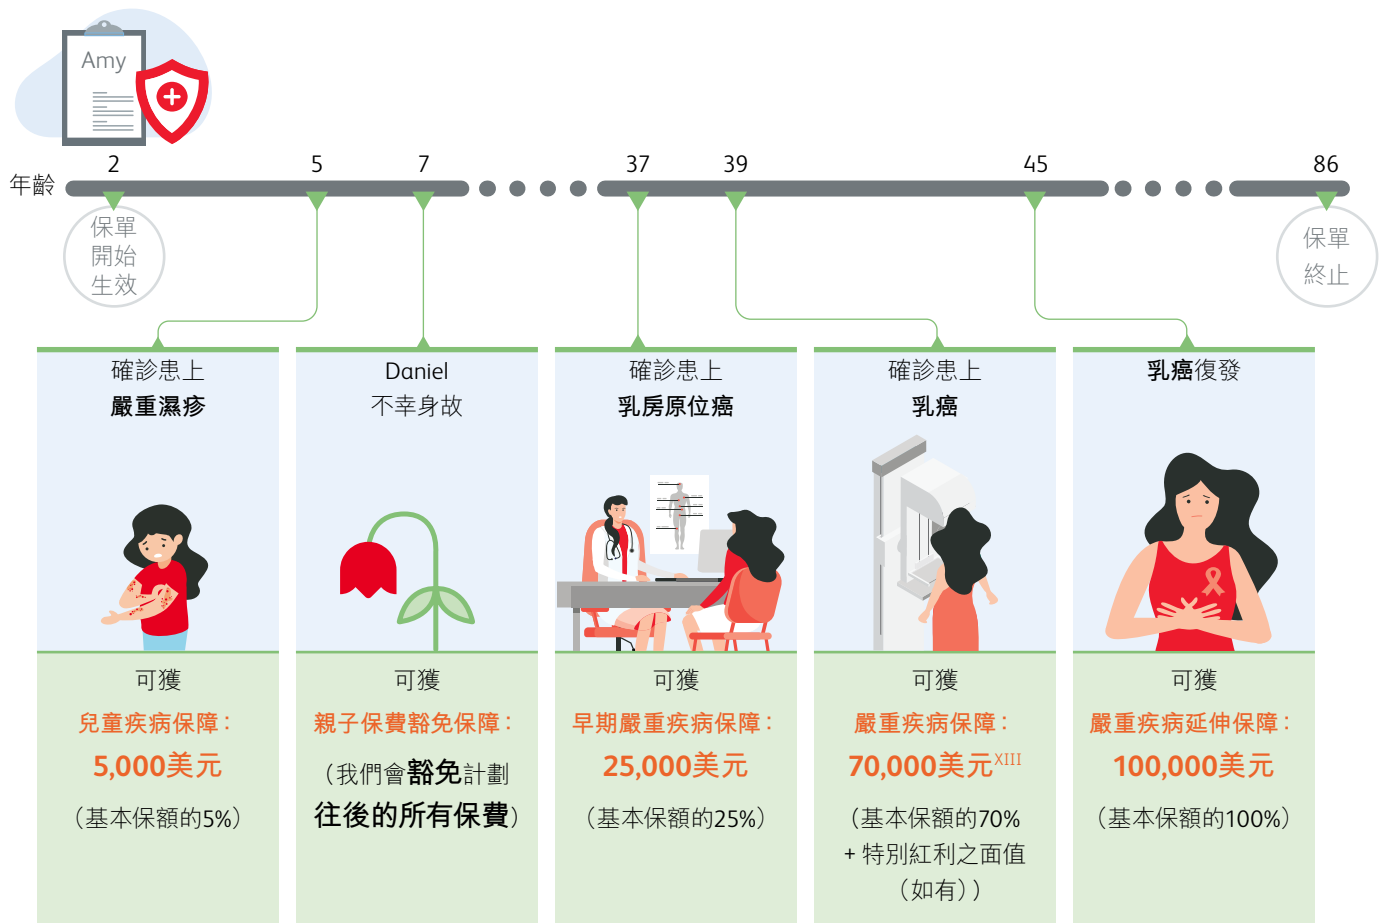 Amy
年齡
2
5
7
37
39
45
86
保單
開始
生效
保單
終止
確診患上
嚴重濕疹
可獲
兒童疾病保障：
5,000美元
（基本保額的5%）
Daniel
不幸身故
可獲
親子保費豁免保障：
（我們會豁免計劃
往後的所有保費）
確診患上
乳房原位癌
可獲
早期嚴重疾病保障：
25,000美元
（基本保額的25%）
確診患上
乳癌
可獲
嚴重疾病保障：
70,000美元XIII
（基本保額的70%
+ 特別紅利之面值
（如有））
乳癌復發
可獲
嚴重疾病延伸保障：
100,000美元
（基本保額的100%）